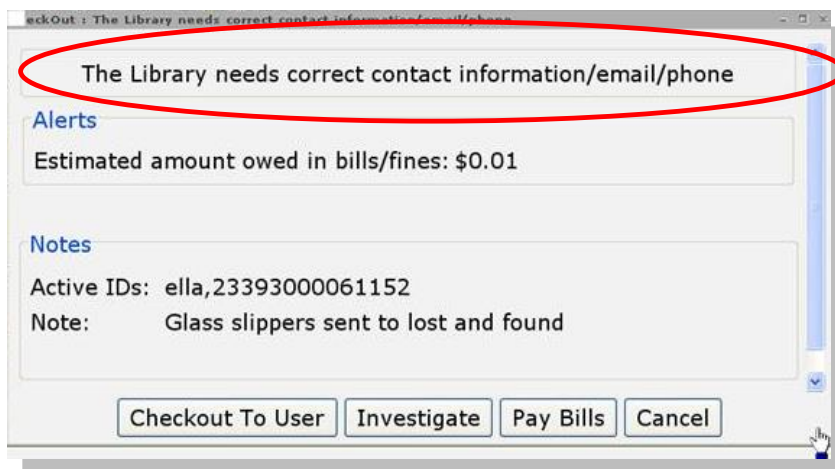 eckOut : The Library needs correct contact information/email/phone
The Library needs correct contact information/email/phone
Alerts
Estimated amount owed in bills/fines: $0.01
Notes
Active IDs: ella,23393000061152
Note: Glass slippers sent to lost and found
Checkout To User Investigate Pay Bills Cancel